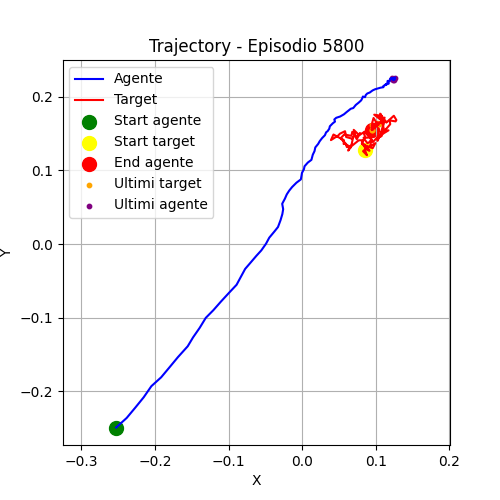 Trajectory - Episodio 5800
Agente
Target
Start agente
Start target
End agente
Ultimi target
Ultimi agente
0.2
0.1
0.0
−0.1
−0.2
Y
−0.3
−0.2
−0.1
0.0
0.1
0.2
X